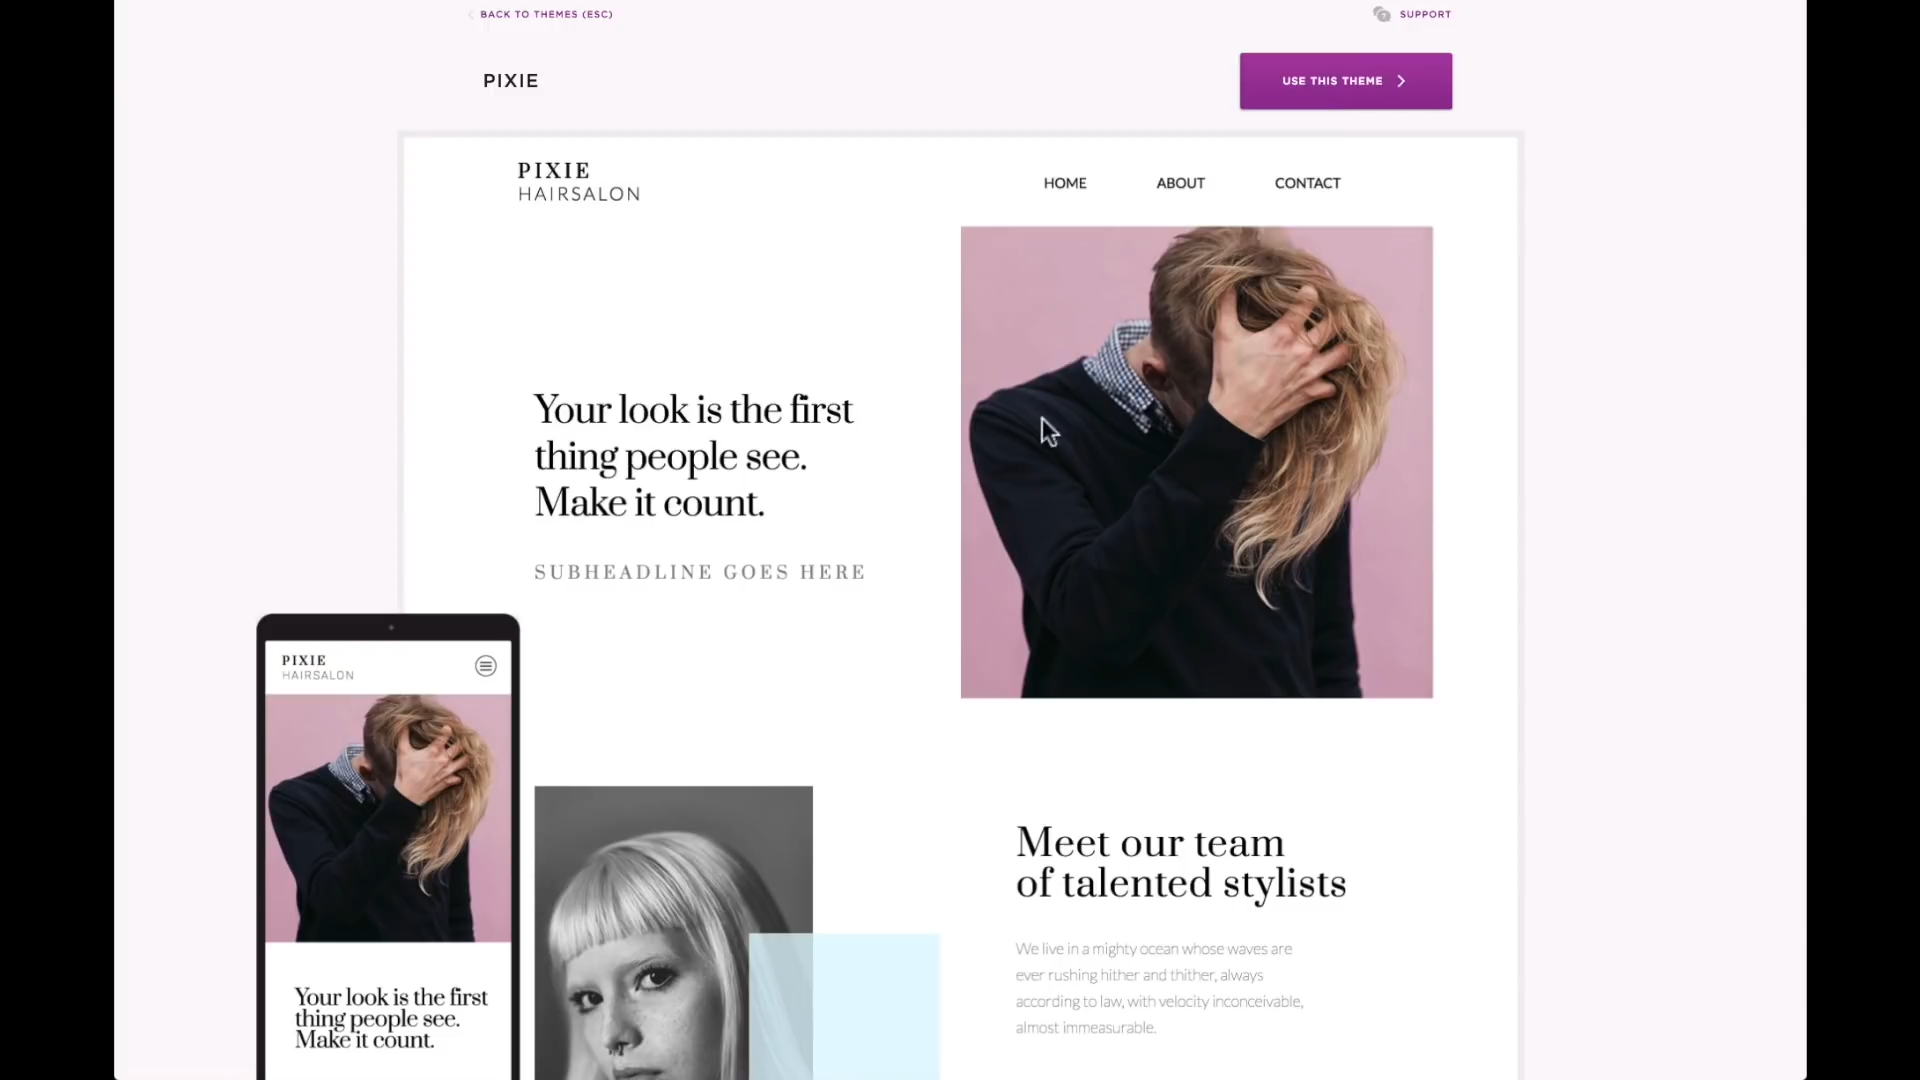 BACK TO THEMES (ESC)
SUPPORT
PIXIE
USE THIS THEME
PIXIE
HAIRSALON
HOME
ABOUT
CONTACT
Your look is the first
thing people see.
Make it count.
SUBHEADLINE GOES HERE
PIXIE
HAIRSALON
Your look is the first
thing people see.
Make it count.
Meet our team
of talented stylists
We live in a mighty ocean whose waves are
ever rushing hither and thither, always
according to law, with velocity inconceivable,
almost immeasurable.